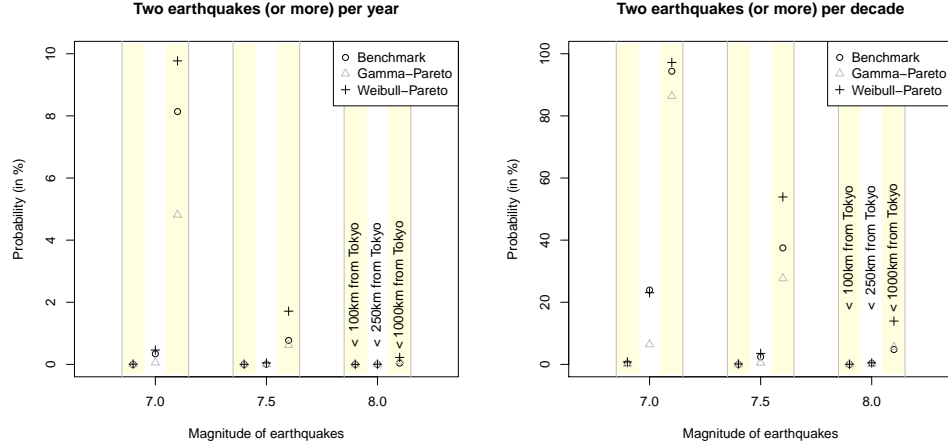 Two earthquakes (or more) per year
Probability (in %)
0
2
4
6
8
10
7.0
7.5
8.0
Magnitude of earthquakes
Benchmark
Gamma−Pareto
Weibull−Pareto
< 100km from Tokyo
< 250km from Tokyo
< 1000km from Tokyo
Two earthquakes (or more) per decade
Probability (in %)
0
20
40
60
80
100
7.0
7.5
8.0
Magnitude of earthquakes
Benchmark
Gamma−Pareto
Weibull−Pareto
< 100km from Tokyo
< 250km from Tokyo
< 1000km from Tokyo